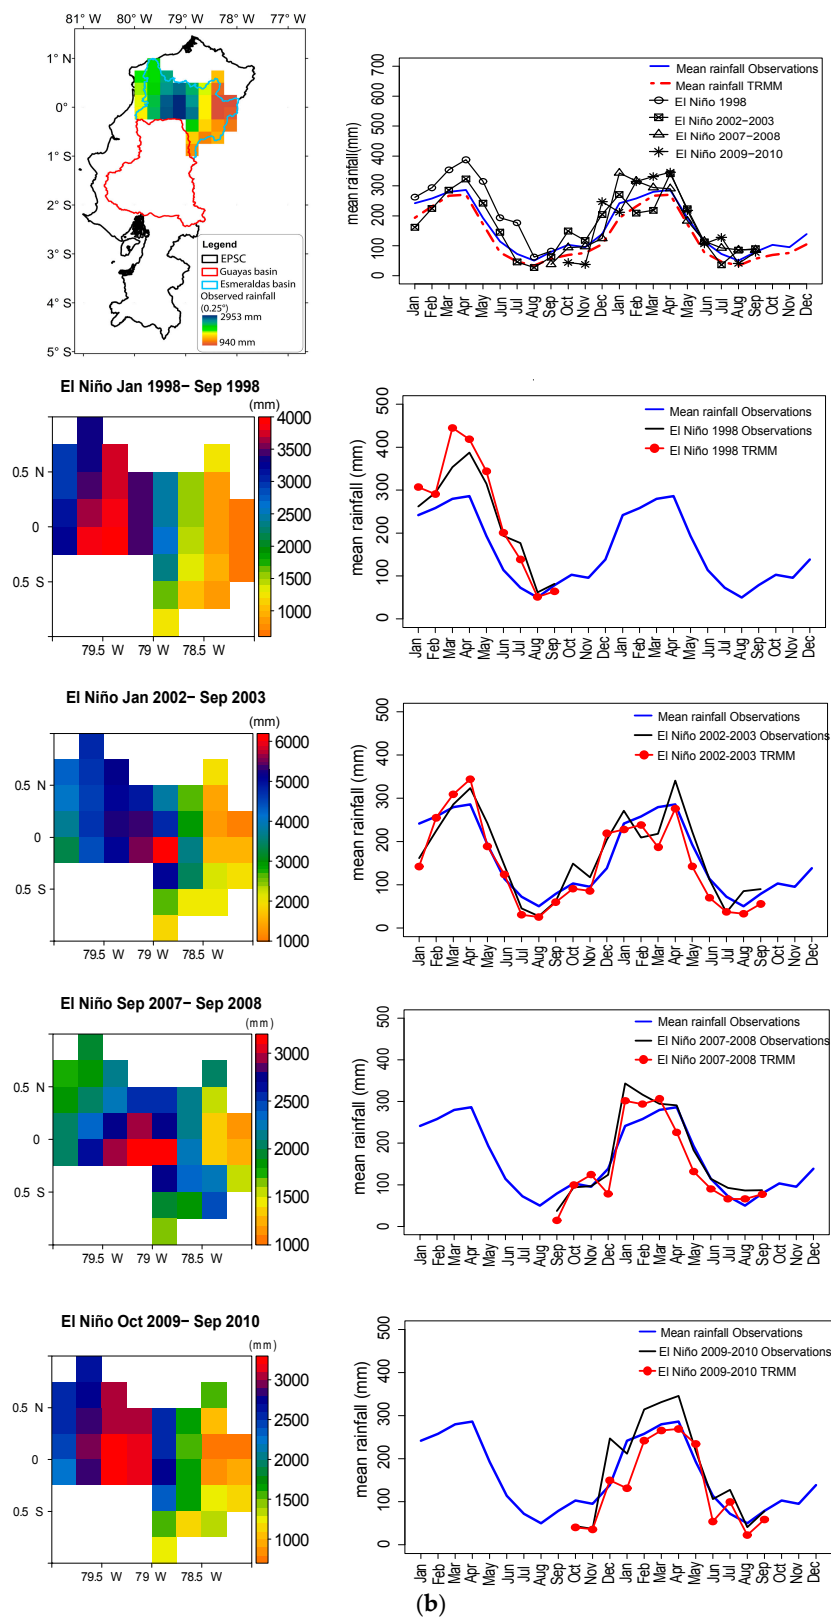 81° W 80° W 79° W 78° W 77° W
1° N
0°
1° S
2° S
3° S
4° S
5° S
Legend
EPSC
Guayas basin
Esmeraldas basin
Observed rainfall
(0.25°)
2953 mm
940 mm
mean rainfall(mm)
700
600
500
400
300
200
100
0
Mean rainfall Observations
Mean rainfall TRMM
El Niño 1998
El Niño 2002-2003
El Niño 2007-2008
El Niño 2009-2010
Jan Feb Mar Apr May Jun Jul Aug Sep Oct Nov Dec Jan Feb Mar Apr May Jun Jul Aug Sep Oct Nov Dec
El Niño Jan 1998- Sep 1998
(mm)
4000
3500
3000
2500
2000
1500
1000
0.5 N
0
0.5 S
79.5 W 79 W 78.5 W
mean rainfall (mm)
500
400
300
200
100
0
Mean rainfall Observations
El Niño 1998 Observations
El Niño 1998 TRMM
Jan Feb Mar Apr May Jun Jul Aug Sep Oct Nov Dec Jan Feb Mar Apr May Jun Jul Aug Sep Oct Nov Dec
El Niño Jan 2002- Sep 2003
(mm)
6000
5000
4000
3000
2000
1000
0.5 N
0
0.5 S
79.5 W 79 W 78.5 W
mean rainfall (mm)
500
400
300
200
100
0
Mean rainfall Observations
El Niño 2002-2003 Observations
El Niño 2002-2003 TRMM
Jan Feb Mar Apr May Jun Jul Aug Sep Oct Nov Dec Jan Feb Mar Apr May Jun Jul Aug Sep Oct Nov Dec
El Niño Sep 2007- Sep 2008
(mm)
3000
2500
2000
1500
1000
0.5 N
0
0.5 S
79.5 W 79 W 78.5 W
mean rainfall (mm)
500
400
300
200
100
0
Mean rainfall Observations
El Niño 2007-2008 Observations
El Niño 2007-2008 TRMM
Jan Feb Mar Apr May Jun Jul Aug Sep Oct Nov Dec Jan Feb Mar Apr May Jun Jul Aug Sep Oct Nov Dec
El Niño Oct 2009- Sep 2010
(mm)
3000
2500
2000
1500
1000
0.5 N
0
0.5 S
79.5 W 79 W 78.5 W
mean rainfall (mm)
500
400
300
200
100
0
Mean rainfall Observations
El Niño 2009-2010 Observations
El Niño 2009-2010 TRMM
Jan Feb Mar Apr May Jun Jul Aug Sep Oct Nov Dec Jan Feb Mar Apr May Jun Jul Aug Sep Oct Nov Dec
(b)